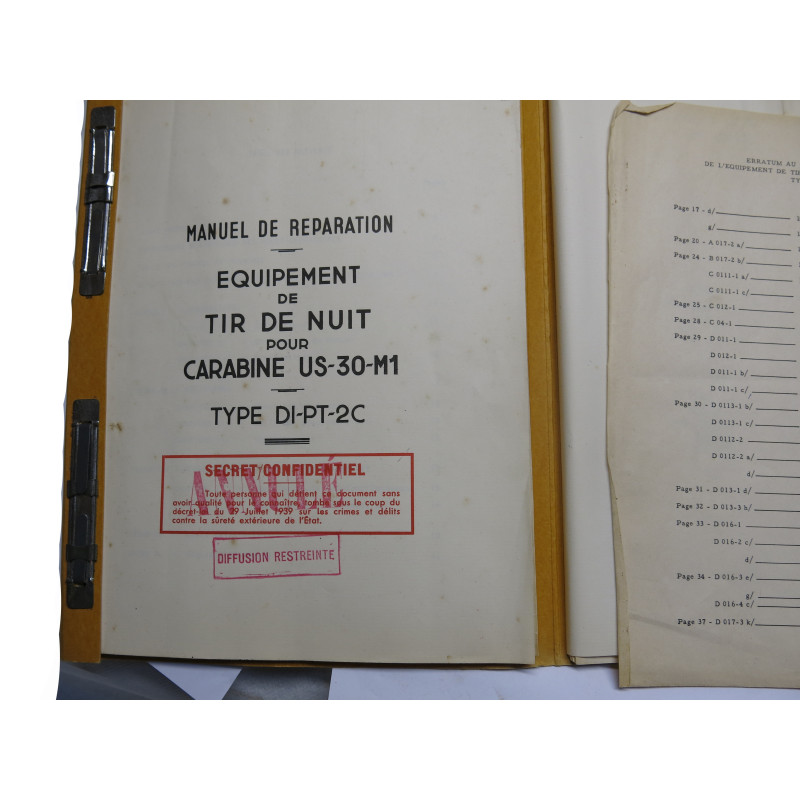 MANUEL DE REPARATION
EQUIPEMENT
DE
TIR DE NUIT
POUR
CARABINE US-30-M1
TYPE DI-PT-2C
SECRET CONFIDENTIEL
ANNULÉ
Toute personne qui détient ce document sans
avoir qualité pour le connaître tombe sous le coup du
décret-loi du 29 Juillet 1939 sur les crimes et délits
contre la sûreté extérieure de l'État.
DIFFUSION RESTREINTE
ERRATUM AU
DE L'EQUIPEMENT DE TI
TY
Page 17 - d/
g/
Page 20 - A 017-2 a/
Page 24 - B 017-2 b/
C 0111-1 a/
C 0111-1 c/
Page 25 - C 012-1
Page 28 - C 04-1
Page 29 - D 011-1
D 012-1
D 011-1 b/
D 011-1 c/
Page 30 - D 0113-1 b/
D 0113-1 c/
D 0112-2
D 0112-2 a/
d/
Page 31 - D 013-1 d/
Page 32 - D 013-3 b/
Page 33 - D 016-1
D 016-2 c/
d/
Page 34 - D 016-3 e/
g/
D 016-4 c/
Page 37 - D 017-3 k/